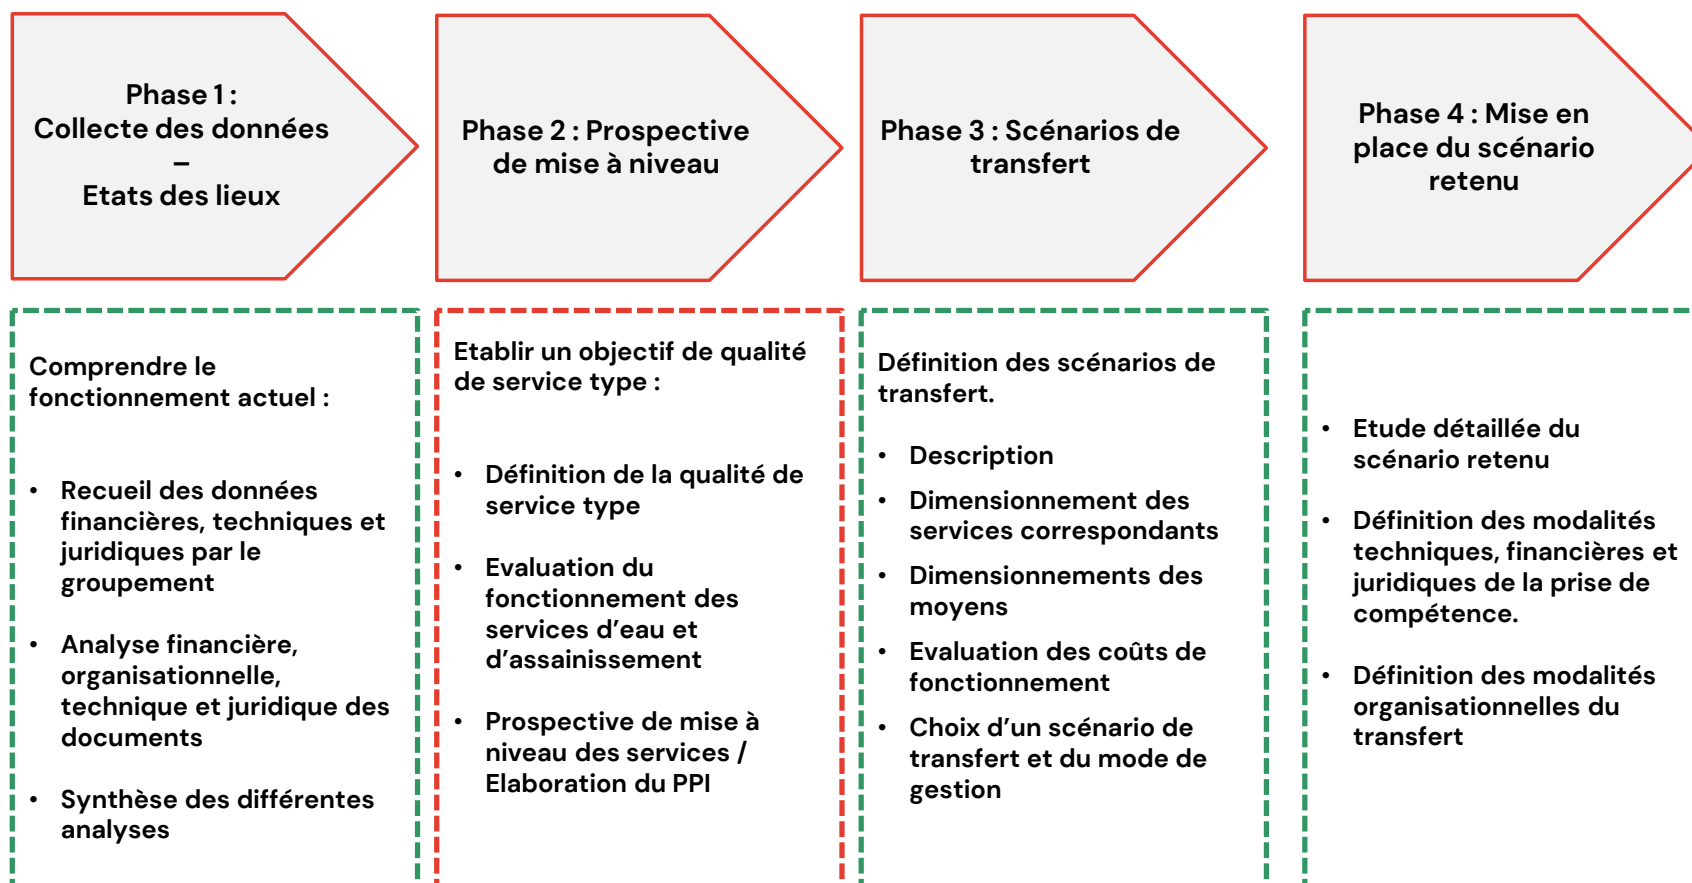 Phase 1 :
Collecte des données
–
Etats des lieux
Phase 2 : Prospective
de mise à niveau
Phase 3 : Scénarios de
transfert
Phase 4 : Mise en
place du scénario
retenu
Comprendre le
fonctionnement actuel :
• Recueil des données
financières, techniques et
juridiques par le
groupement
• Analyse financière,
organisationnelle,
technique et juridique des
documents
• Synthèse des différentes
analyses
Etablir un objectif de qualité
de service type :
• Définition de la qualité de
service type
• Evaluation du
fonctionnement des
services d’eau et
d’assainissement
• Prospective de mise à
niveau des services /
Elaboration du PPI
Définition des scénarios de
transfert.
• Description
• Dimensionnement des
services correspondants
• Dimensionnements des
moyens
• Evaluation des coûts de
fonctionnement
• Choix d’un scénario de
transfert et du mode de
gestion
• Etude détaillée du
scénario retenu
• Définition des modalités
techniques, financières et
juridiques de la prise de
compétence.
• Définition des modalités
organisationnelles du
transfert